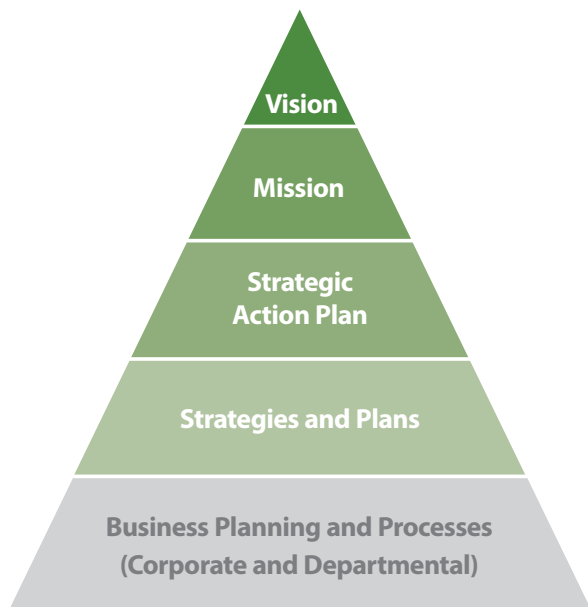 Vision
Mission
Strategic
Action Plan
Strategies and Plans
Business Planning and Processes
(Corporate and Departmental)